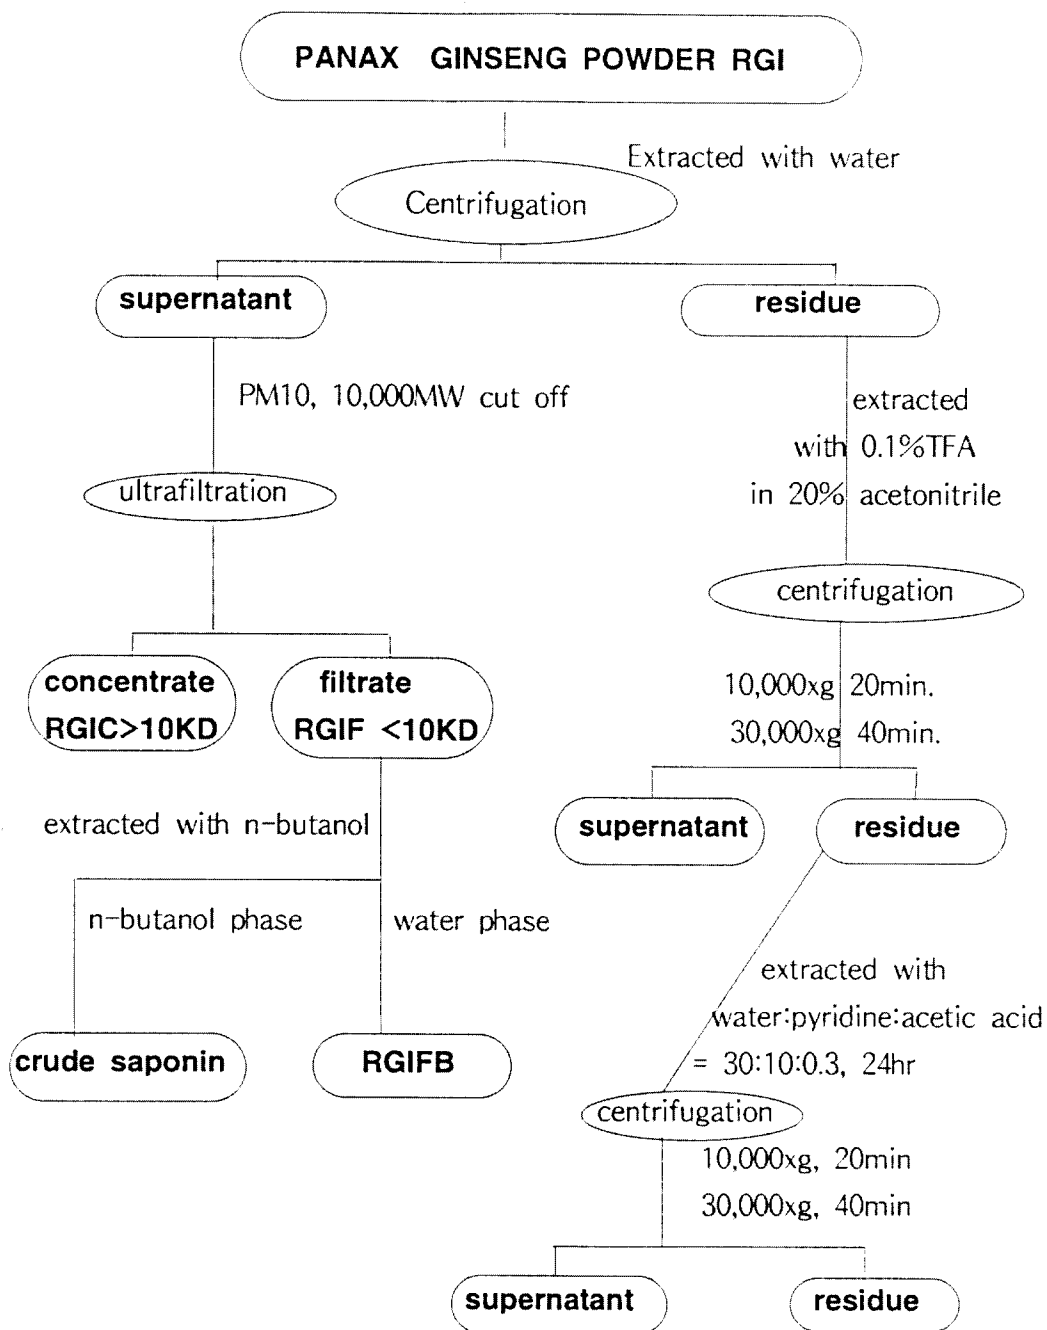 PANAX GINSENG POWDER RGI
Extracted with water
Centrifugation
supernatant
residue
PM10, 10,000MW cut off
extracted
with 0.1%TFA
in 20% acetonitrile
ultrafiltration
centrifugation
concentrate
RGIC>10KD
filtrate
RGIF <10KD
10,000xg 20min.
30,000xg 40min.
supernatant
residue
extracted with n-butanol
n-butanol phase
water phase
extracted with
water:pyridine:acetic acid
= 30:10:0.3, 24hr
crude saponin
RGIFB
centrifugation
10,000xg, 20min
30,000xg, 40min
supernatant
residue